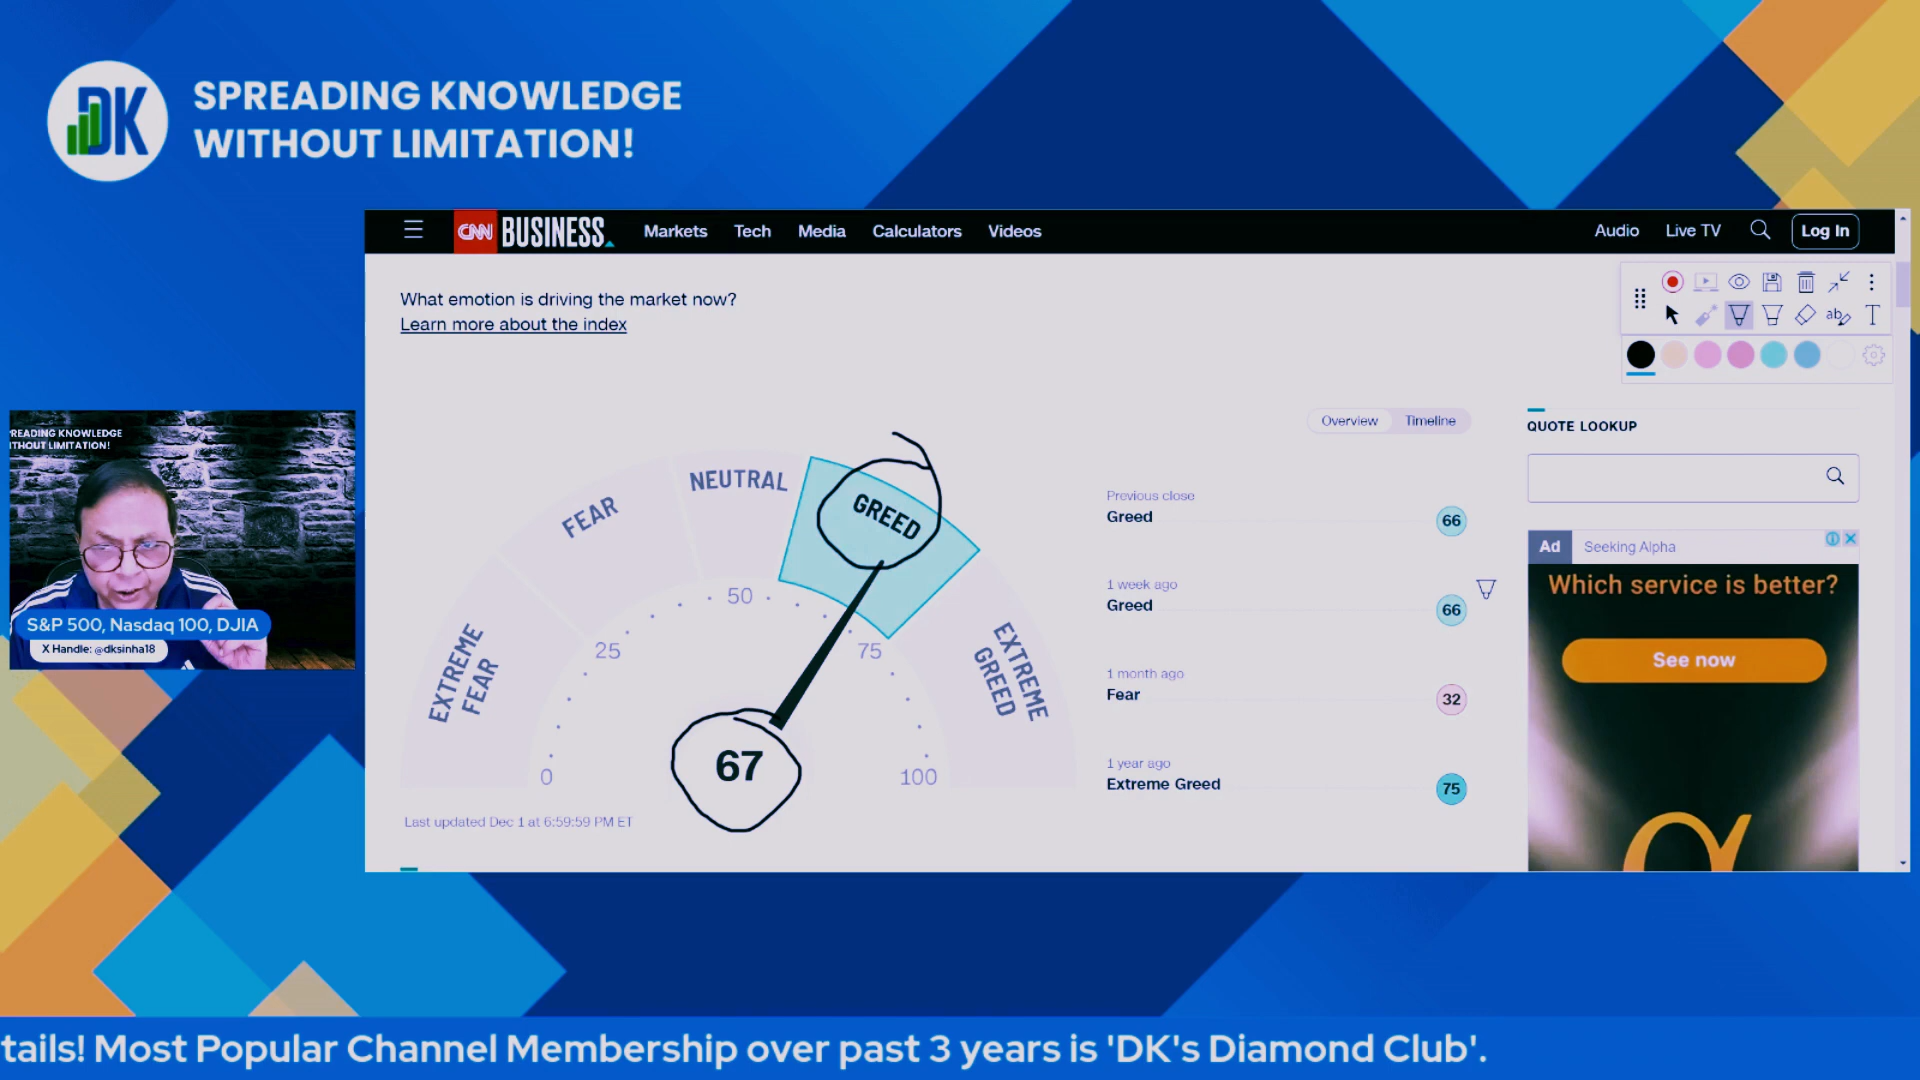 DK
SPREADING KNOWLEDGE
WITHOUT LIMITATION!
CNN BUSINESS
Markets
Tech
Media
Calculators
Videos
Audio
Live TV
Log In
What emotion is driving the market now?
Learn more about the index
ab
T
Overview
Timeline
QUOTE LOOKUP
EXTREME
FEAR
FEAR
NEUTRAL
GREED
EXTREME
GREED
0
25
50
75
100
67
Last updated Dec 1 at 6:59:59 PM ET
Previous close
Greed
66
1 week ago
Greed
66
1 month ago
Fear
32
1 year ago
Extreme Greed
75
Ad
Seeking Alpha
Which service is better?
See now
α
READING KNOWLEDGE
THOUT LIMITATION!
S&P 500, Nasdaq 100, DJIA
X Handle: @dksinha18
tails! Most Popular Channel Membership over past 3 years is 'DK's Diamond Club'.